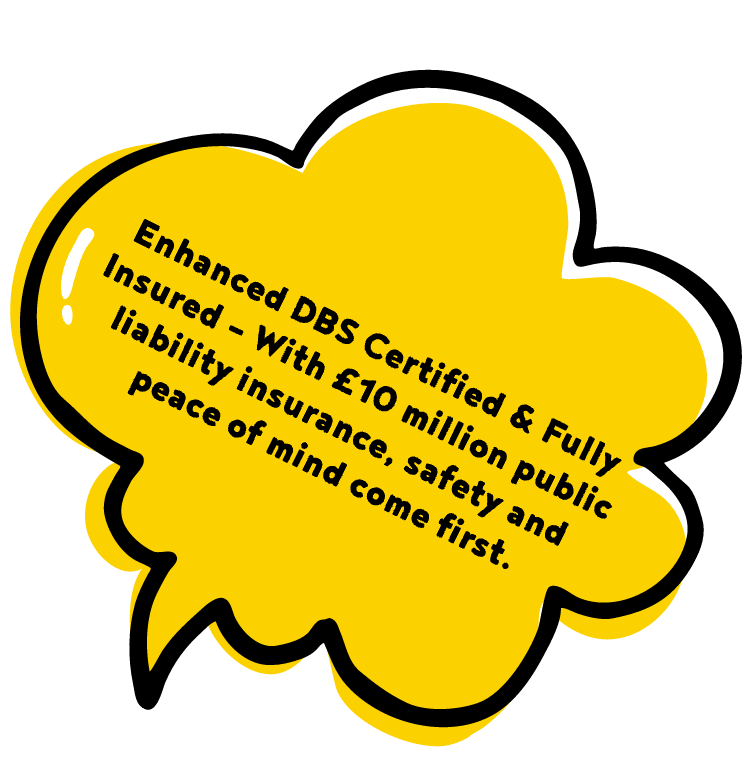 Enhanced DBS Certified & Fully
Insured – With £10 million public
liability insurance, safety and
peace of mind come first.